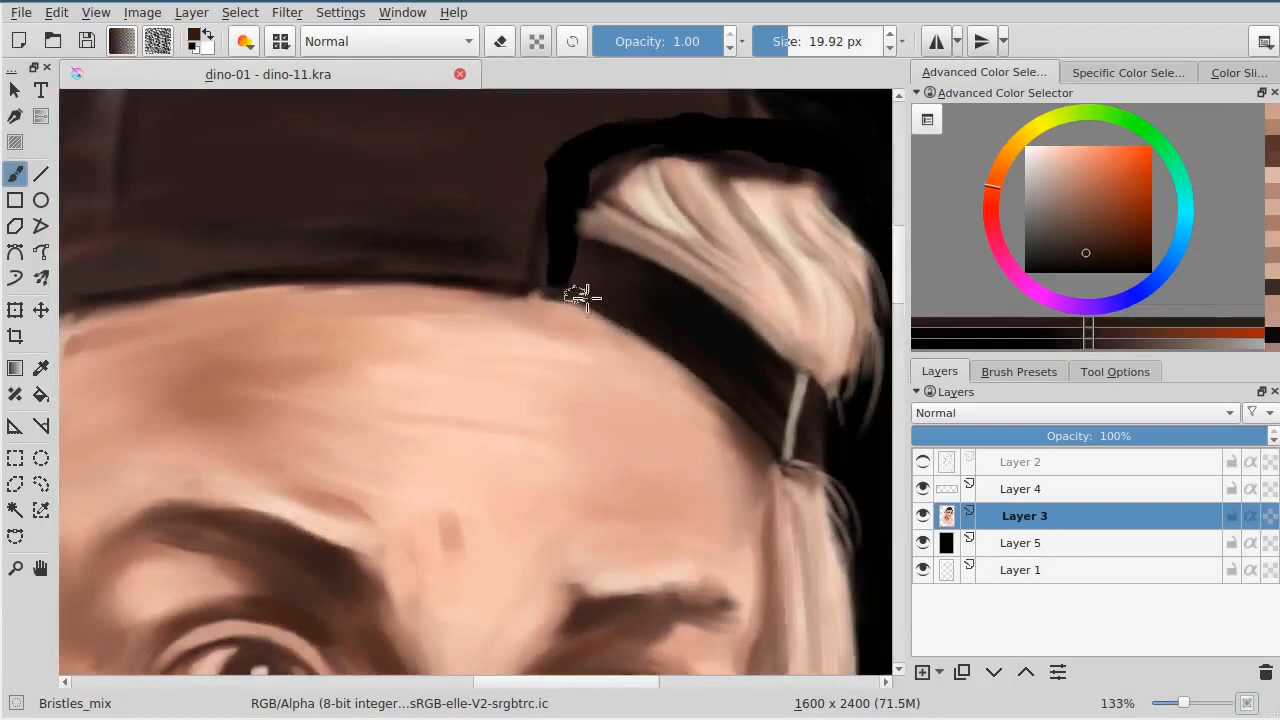 File Edit View Image Layer Select Filter Settings Window Help
Normal Opacity: 1.00 Size: 19.92 px
... dino-01 - dino-11.kra
Advanced Color Sele... Specific Color Sele... Color Sli...
Advanced Color Selector
Layers Brush Presets Tool Options
Layers
Normal
Opacity: 100%
Layer 2
Layer 4
Layer 3
Layer 5
Layer 1
Bristles_mix RGB/Alpha (8-bit integer...sRGB-elle-V2-srgbtrc.ic 1600 x 2400 (71.5M) 133%